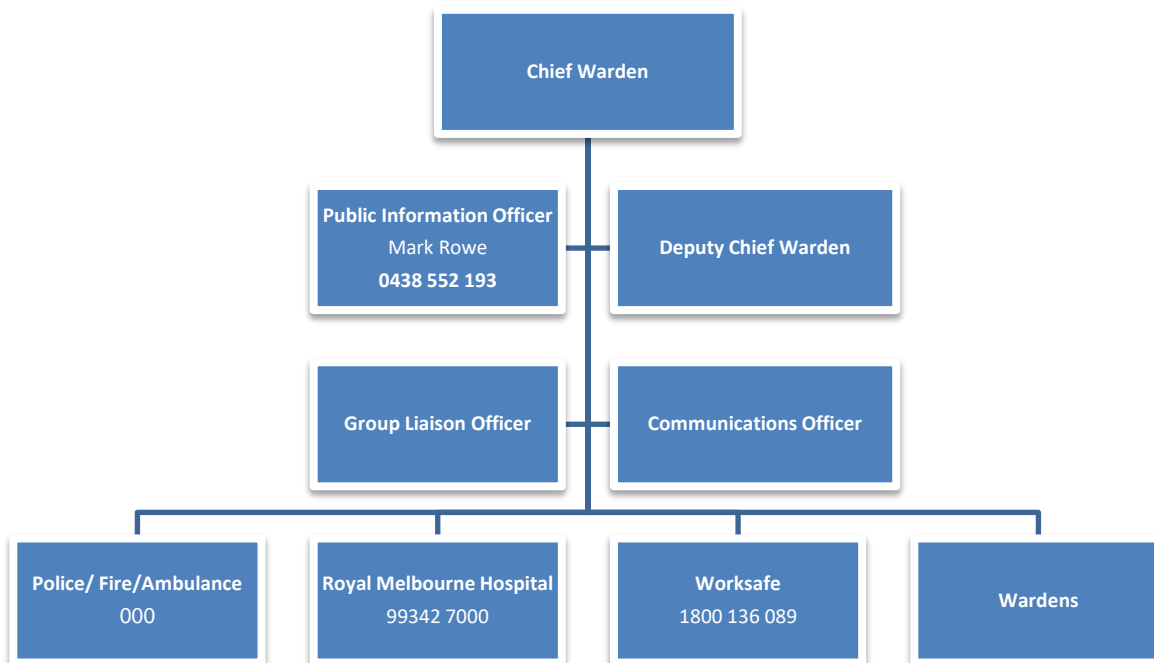 Chief Warden
Public Information Officer
Mark Rowe
0438 552 193
Deputy Chief Warden
Group Liaison Officer
Communications Officer
Police/ Fire/Ambulance
000
Royal Melbourne Hospital
99342 7000
Worksafe
1800 136 089
Wardens